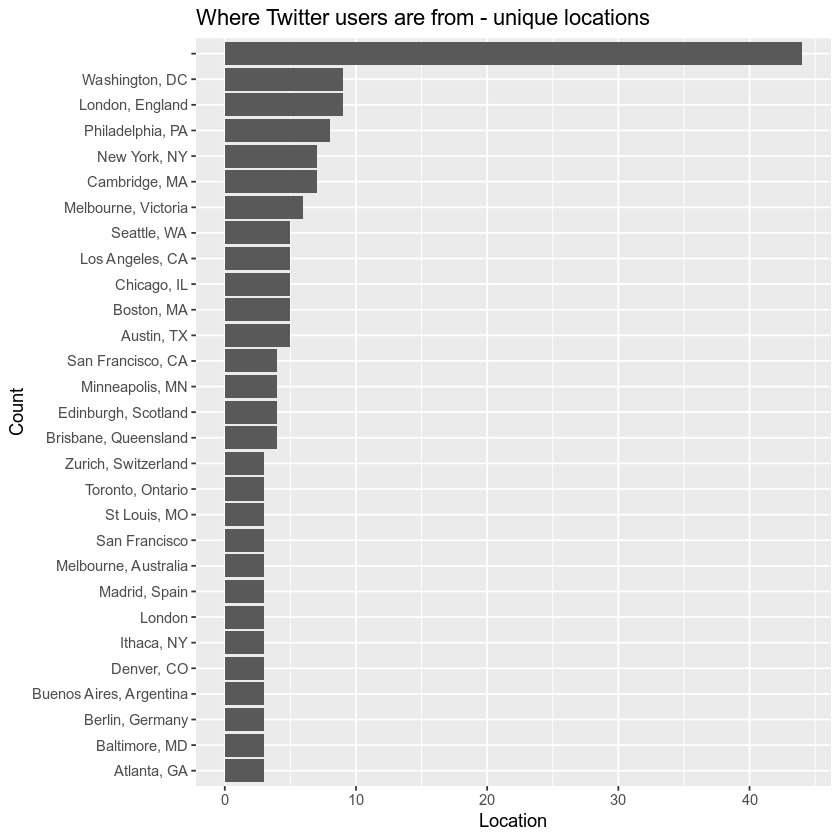 Where Twitter users are from - unique locations
Washington, DC
London, England
Philadelphia, PA
New York, NY
Cambridge, MA
Melbourne, Victoria
Seattle, WA
Los Angeles, CA
Chicago, IL
Boston, MA
Austin, TX
San Francisco, CA
Minneapolis, MN
Edinburgh, Scotland
Brisbane, Queensland
Zurich, Switzerland
Toronto, Ontario
St Louis, MO
San Francisco
Melbourne, Australia
Madrid, Spain
London
Ithaca, NY
Denver, CO
Buenos Aires, Argentina
Berlin, Germany
Baltimore, MD
Atlanta, GA
Count
0 10 20 30 40
Location